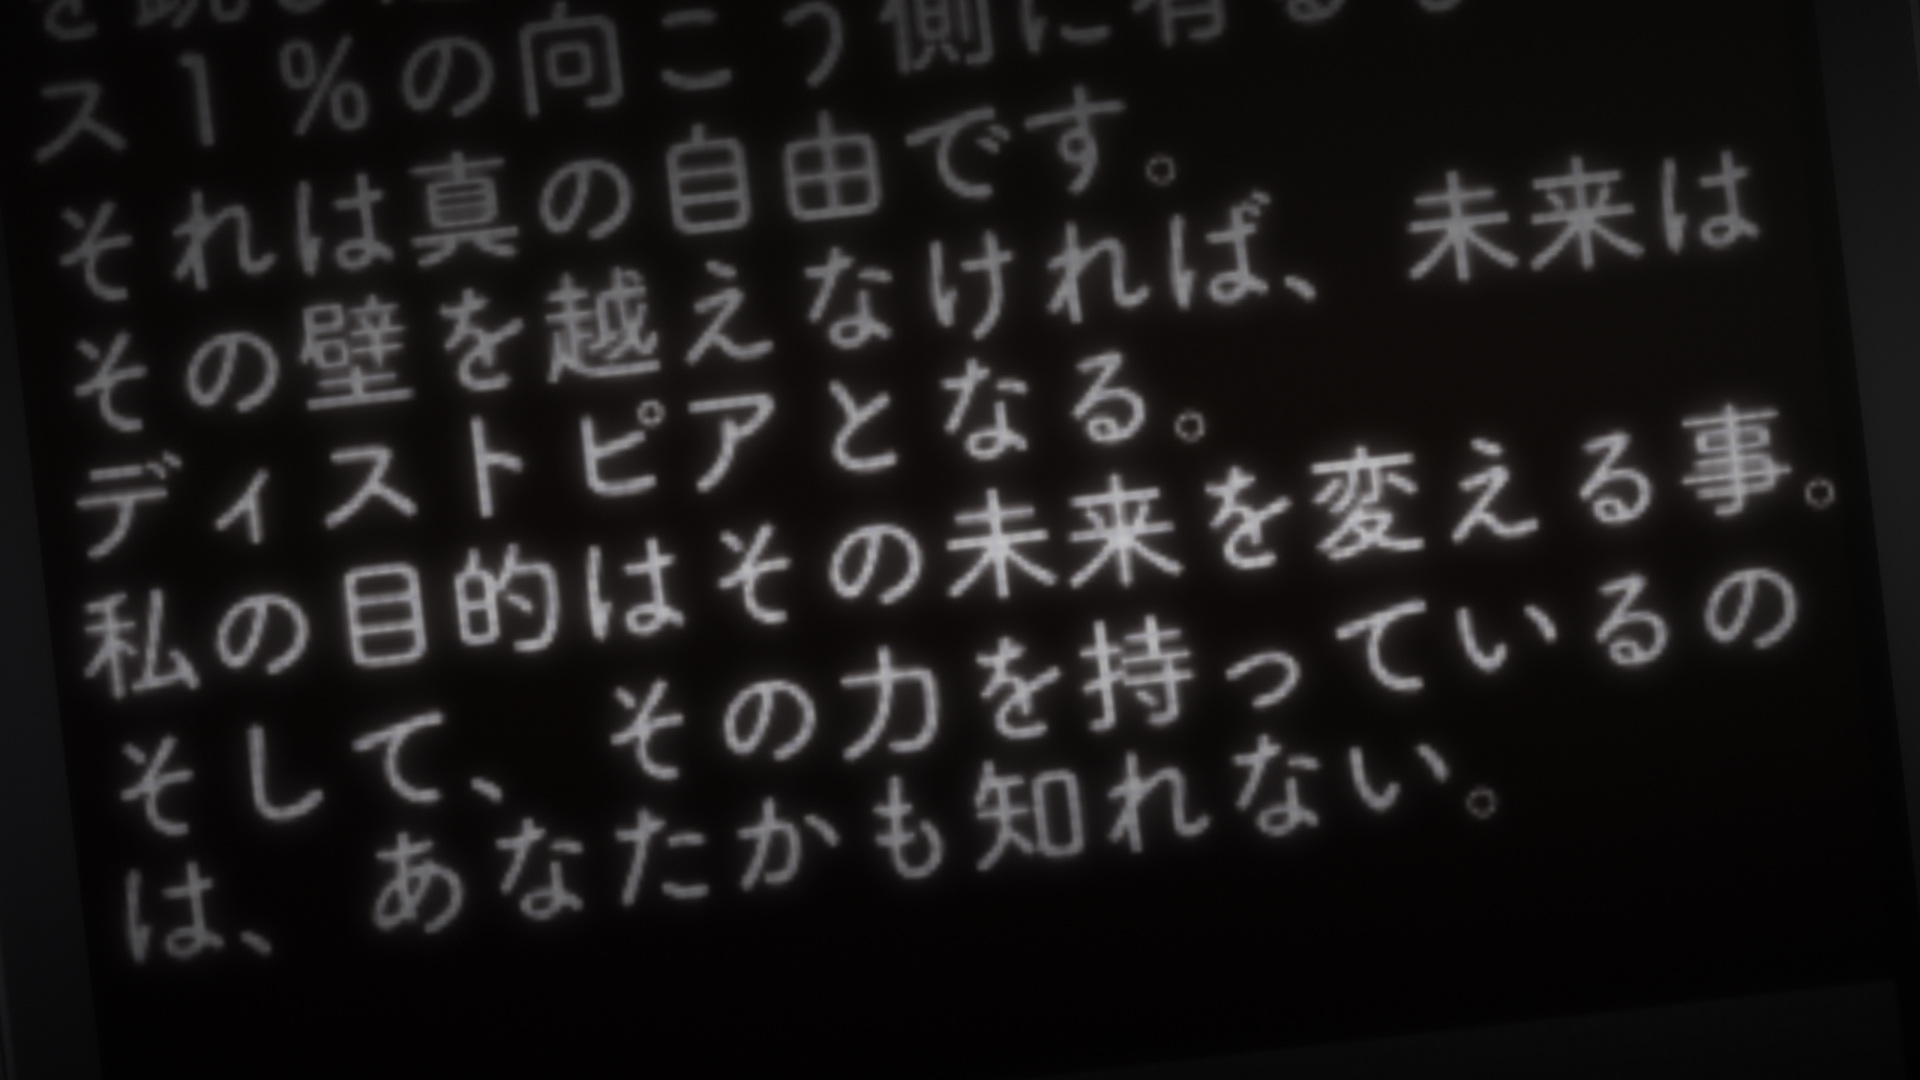 ス1%の向こう側に有るも
それは真の自由です。
その壁を越えなければ、未来は
ディストピアとなる。
私の目的はその未来を変える事。
そして、その力を持っているの
は、あなたかも知れない。